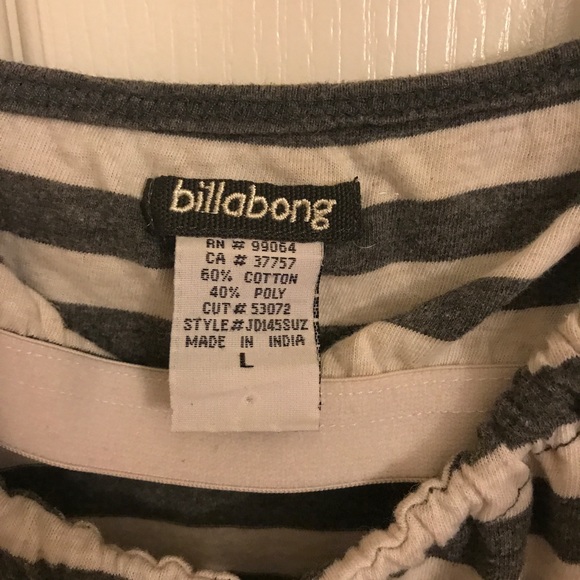 billabong
RN # 99064
CA # 37757
60% COTTON
40% POLY
CUT# 53072
STYLE#JD145SUZ
MADE IN INDIA
L